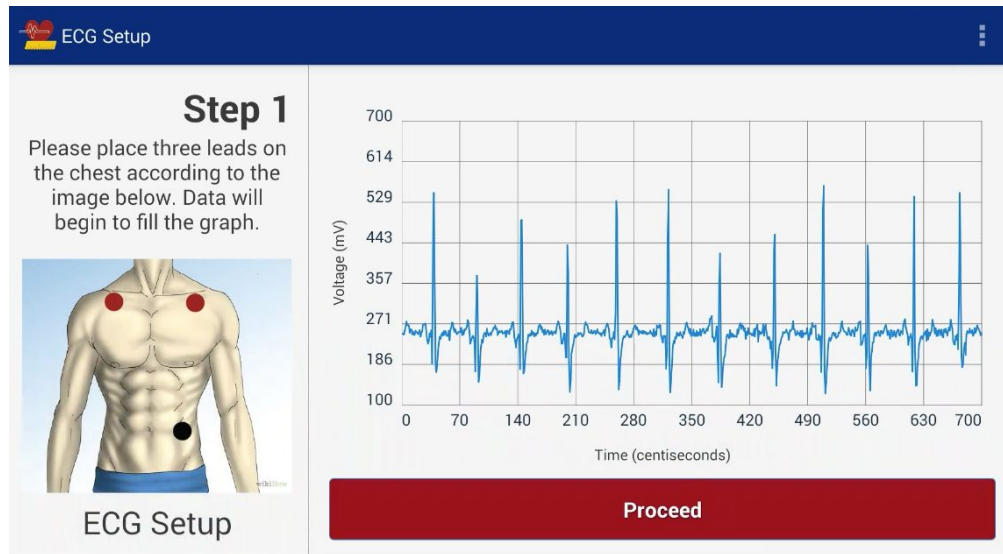 ECG Setup
Step 1
Please place three leads on
the chest according to the
image below. Data will
begin to fill the graph.
wikiHow
ECG Setup
Voltage (mV)
700
614
529
443
357
271
186
100
0 70 140 210 280 350 420 490 560 630 700
Time (centiseconds)
Proceed